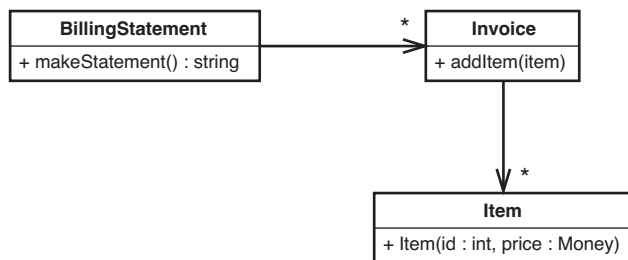 BillingStatement
+ makeStatement() : string
*
Invoice
+ addItem(item)
*
Item
+ Item(id : int, price : Money)